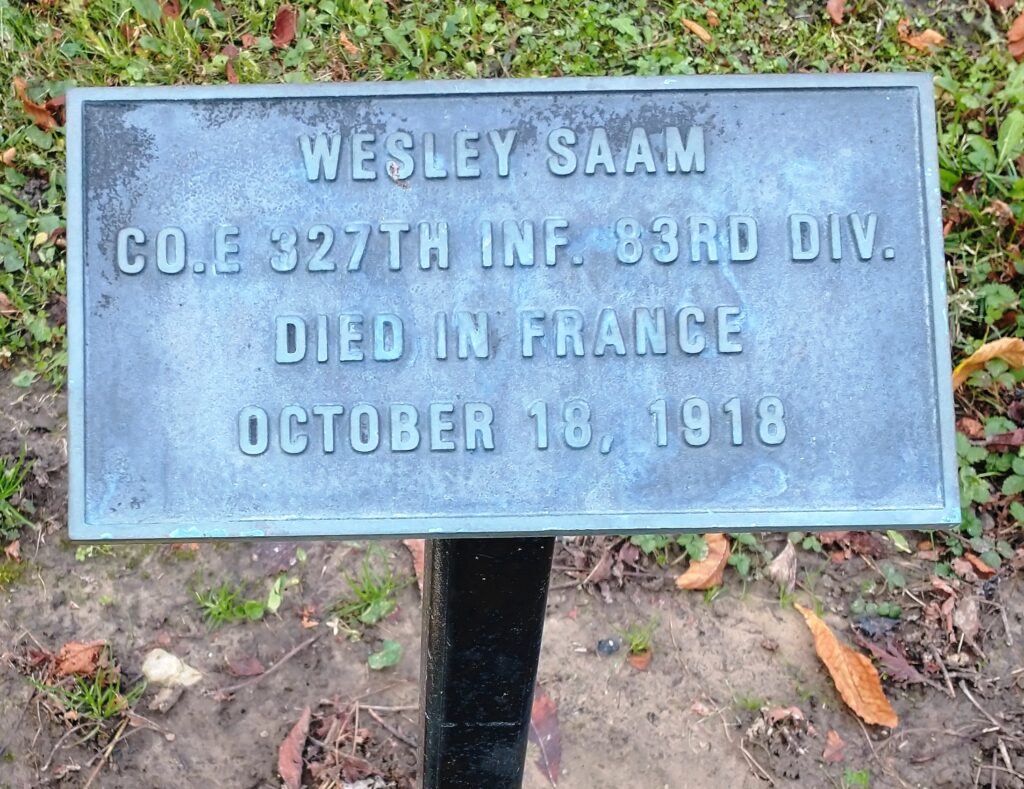 WESLEY SAAM
CO.E 327TH INF. 83RD DIV.
DIED IN FRANCE
OCTOBER 18, 1918